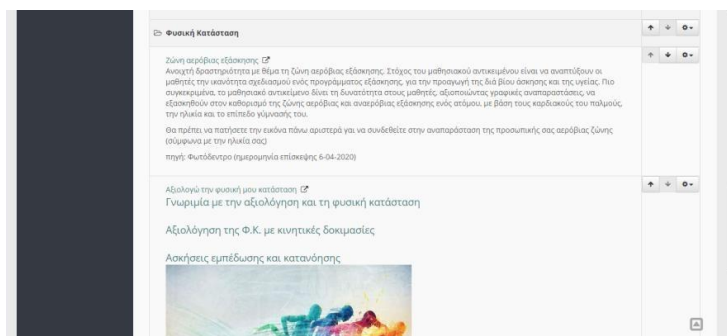 Φυσική Κατάσταση
Ζώνη αερόβιας εξάσκησης
Ανοιχτή δραστηριότητα με θέμα τη ζώνη αερόβιας εξάσκησης. Στόχος του μαθησιακού αντικειμένου είναι να αναπτύξουν οι
μαθητές την ικανότητα σχεδιασμού ενός προγράμματος εξάσκησης, για την προαγωγή της διά βίου άσκησης και της υγείας. Πιο
συγκεκριμένα, το μαθησιακό αντικείμενο δίνει τη δυνατότητα στους μαθητές, αξιοποιώντας γραφικές αναπαραστάσεις, να
εξασκηθούν στον καθορισμό της ζώνης αερόβιας και αναερόβιας εξάσκησης ενός ατόμου, με βάση τους καρδιακούς του παλμούς,
την ηλικία και το επίπεδο γύμνασής του.
Θα πρέπει να πατήσετε την εικόνα πάνω αριστερά γαι να συνδεθείτε στην αναπαράσταση της προσωπικής σας αερόβιας ζώνης
(σύμφωνα με την ηλικία σας)
πηγή: Φωτόδεντρο (ημερομηνία επίσκεψης 6-04-2020)
Αξιολογώ την φυσική μου κατάσταση
Γνωριμία με την αξιολόγηση και τη φυσική κατάσταση
Αξιολόγηση της Φ.Κ. με κινητικές δοκιμασίες
Ασκήσεις εμπέδωσης και κατανόησης